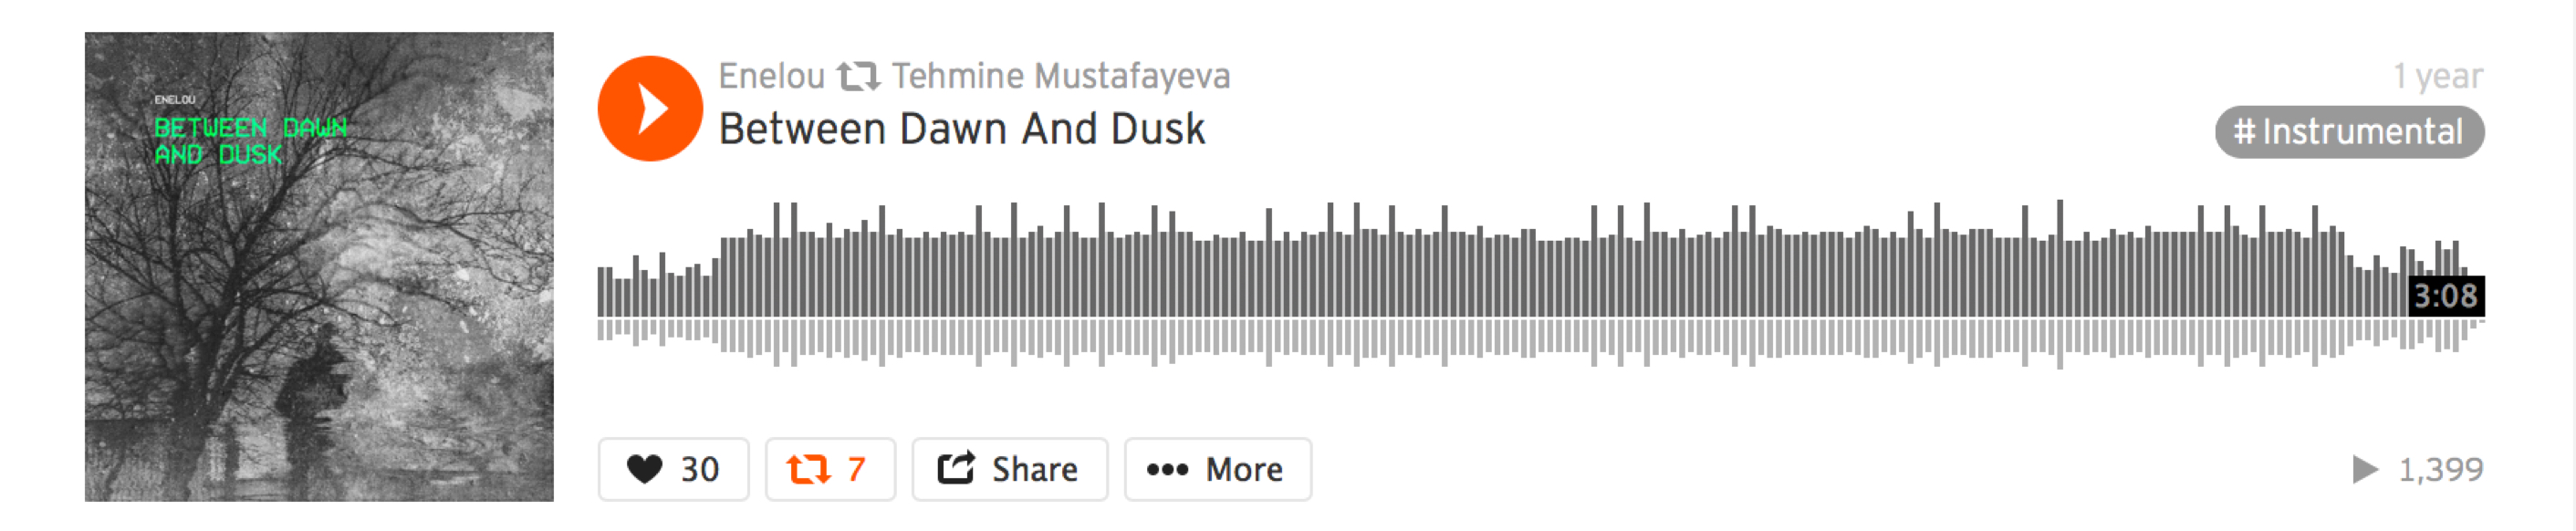 ENELOU
BETWEEN DAWN
AND DUSK
Enelou Tehmine Mustafayeva
Between Dawn And Dusk
1 year
# Instrumental
3:08
30
7
Share
More
1,399